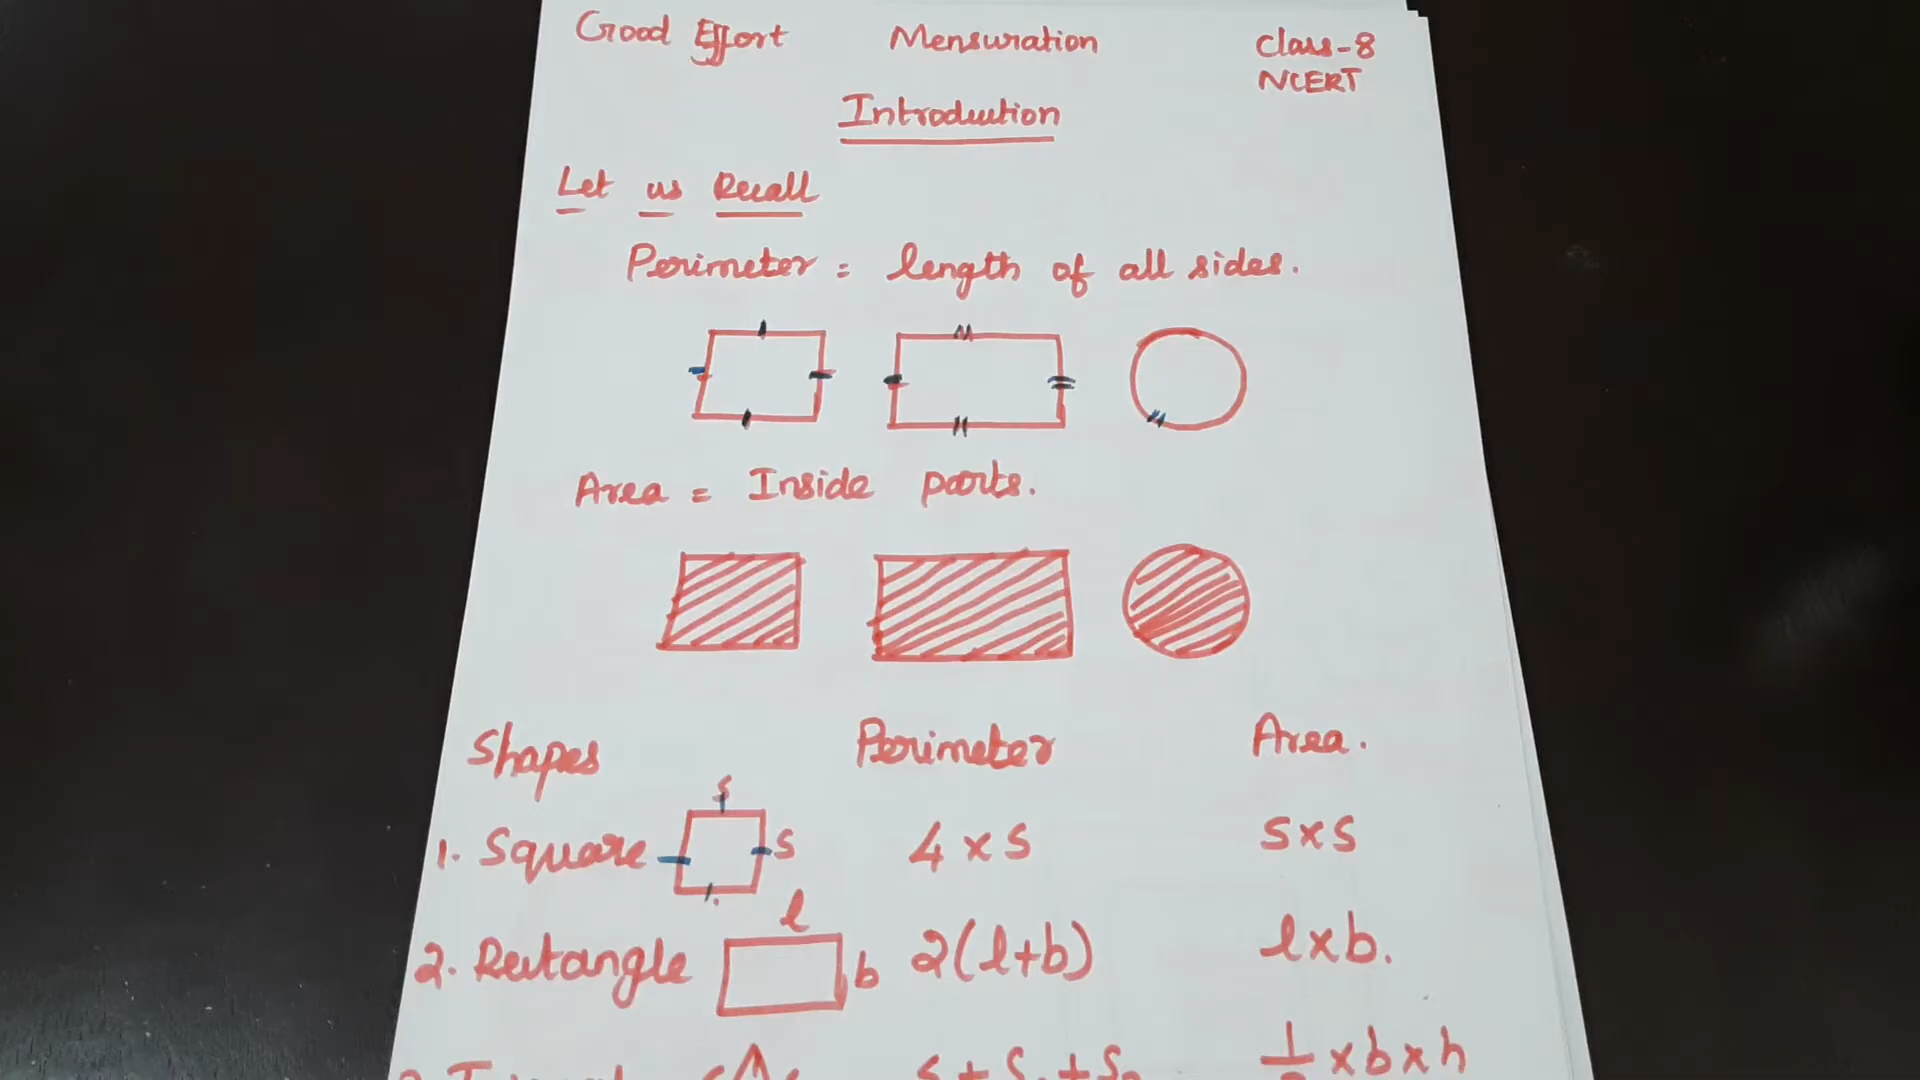 Good Effort Mensuration Class-8
NCERT
Introduction
Let us Recall
Perimeter = length of all sides.
Area = Inside parts.
Shapes Perimeter Area.
s
1. Square s 4 × s s × s
l
2. Rectangle b 2(l+b) l×b.